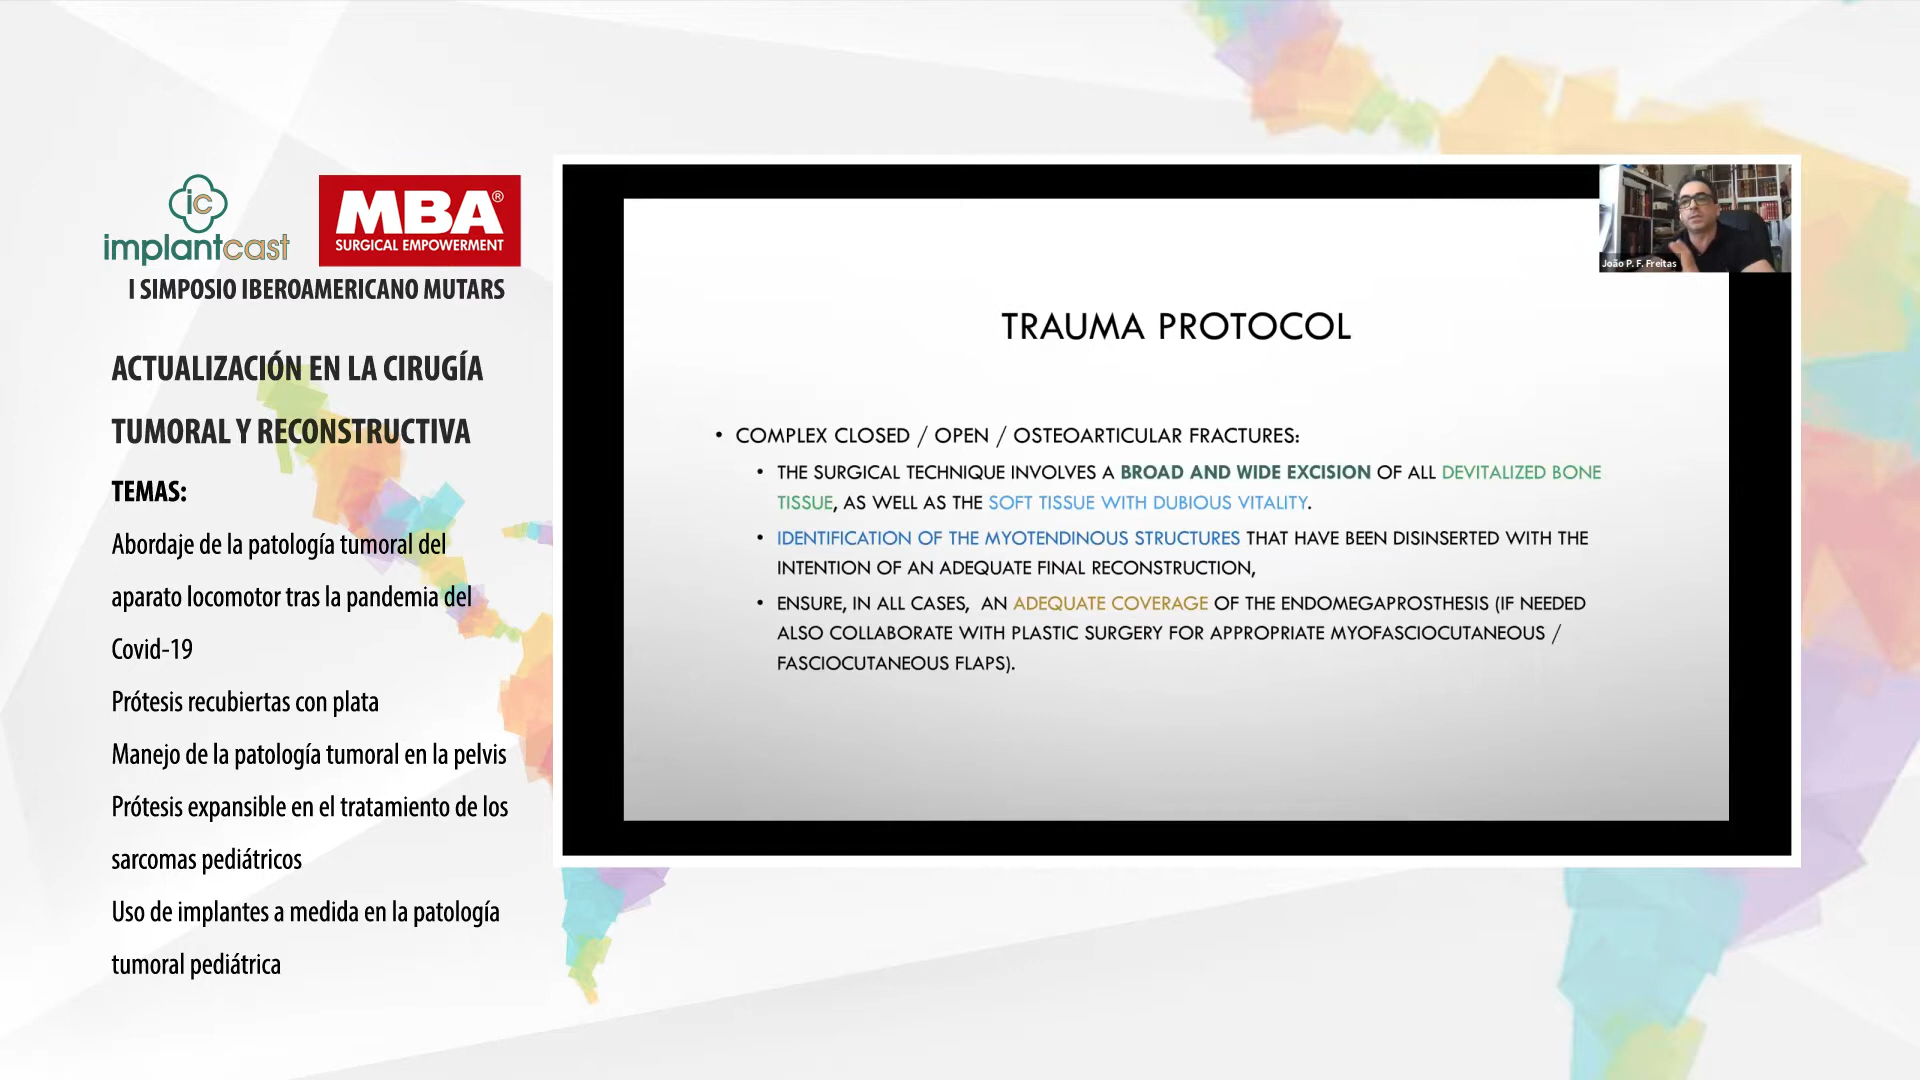 ic
implantcast
MBA®
SURGICAL EMPOWERMENT
I SIMPOSIO IBEROAMERICANO MUTARS
ACTUALIZACIÓN EN LA CIRUGÍA
TUMORAL Y RECONSTRUCTIVA
TEMAS:
Abordaje de la patología tumoral del
aparato locomotor tras la pandemia del
Covid-19
Prótesis recubiertas con plata
Manejo de la patología tumoral en la pelvis
Prótesis expansible en el tratamiento de los
sarcomas pediátricos
Uso de implantes a medida en la patología
tumoral pediátrica
João P. F. Freitas
TRAUMA PROTOCOL
• COMPLEX CLOSED / OPEN / OSTEOARTICULAR FRACTURES:
• THE SURGICAL TECHNIQUE INVOLVES A BROAD AND WIDE EXCISION OF ALL DEVITALIZED BONE
TISSUE, AS WELL AS THE SOFT TISSUE WITH DUBIOUS VITALITY.
• IDENTIFICATION OF THE MYOTENDINOUS STRUCTURES THAT HAVE BEEN DISINSERTED WITH THE
INTENTION OF AN ADEQUATE FINAL RECONSTRUCTION,
• ENSURE, IN ALL CASES, AN ADEQUATE COVERAGE OF THE ENDOMEGAPROSTHESIS (IF NEEDED
ALSO COLLABORATE WITH PLASTIC SURGERY FOR APPROPRIATE MYOFASCIOCUTANEOUS /
FASCIOCUTANEOUS FLAPS).